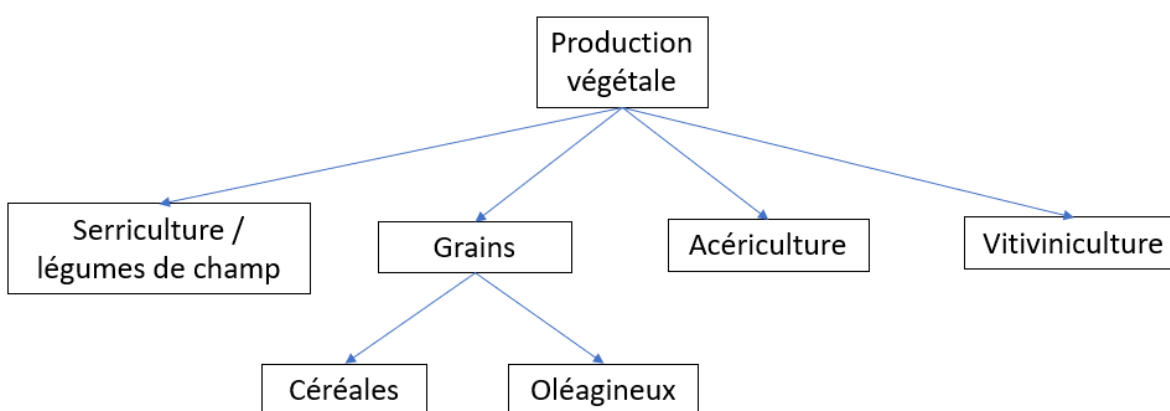 Production
végétale
Serriculture /
légumes de champ
Grains
Acériculture
Vitiviniculture
Céréales
Oléagineux